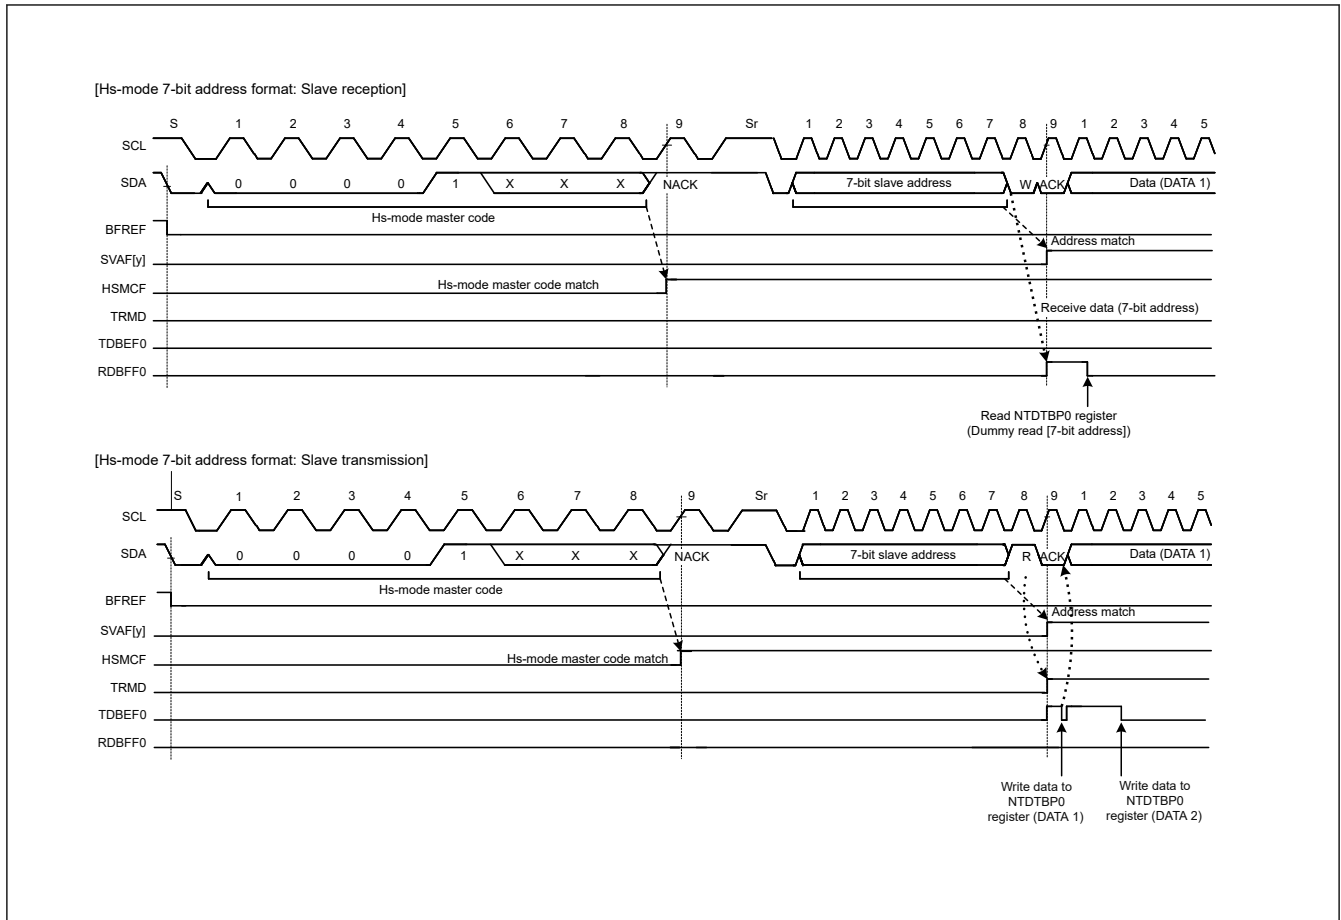 [Hs-mode 7-bit address format: Slave reception]
S 1 2 3 4 5 6 7 8 9 Sr 1 2 3 4 5 6 7 8 9 1 2 3 4 5
SCL
SDA 0 0 0 0 1 X X X NACK 7-bit slave address W ACK Data (DATA 1)
Hs-mode master code
BFREF
Address match
SVAF[y]
HSMCF Hs-mode master code match
Receive data (7-bit address)
TRMD
TDBEF0
RDBFF0
Read NTDTBP0 register
(Dummy read [7-bit address])
[Hs-mode 7-bit address format: Slave transmission]
S 1 2 3 4 5 6 7 8 9 Sr 1 2 3 4 5 6 7 8 9 1 2 3 4 5
SCL
SDA 0 0 0 0 1 X X X NACK 7-bit slave address R ACK Data (DATA 1)
Hs-mode master code
BFREF
Address match
SVAF[y]
HSMCF Hs-mode master code match
TRMD
TDBEF0
RDBFF0
Write data to
NTDTBP0
register (DATA 1)
Write data to
NTDTBP0
register (DATA 2)